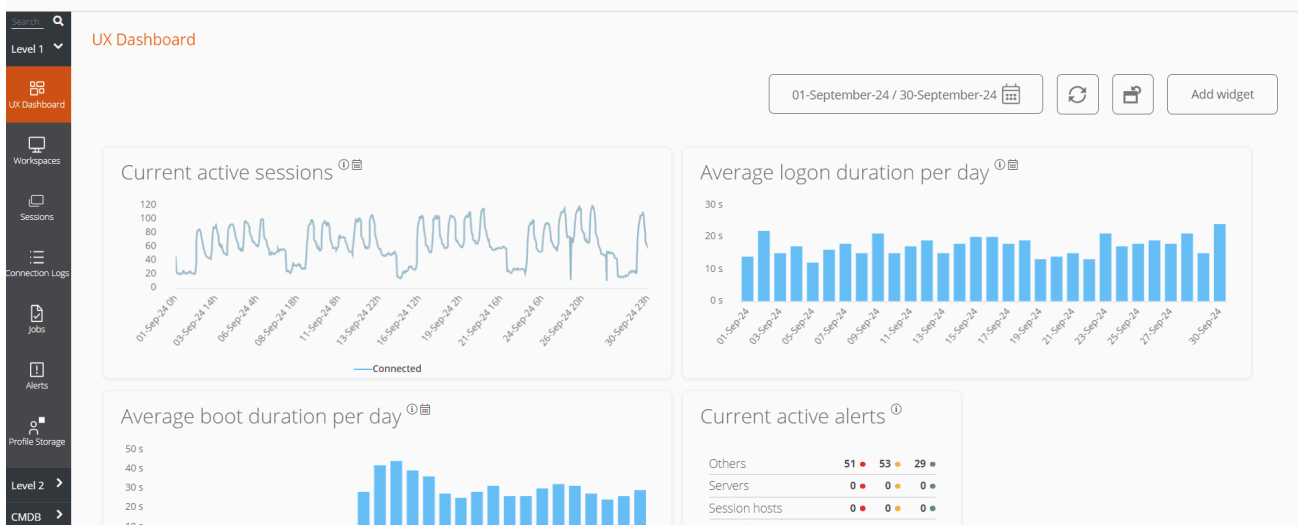 Search
Level 1
UX Dashboard
Workspaces
Sessions
Connection Logs
Jobs
Alerts
Profile Storage
Level 2
CMDB
UX Dashboard
01-September-24 / 30-September-24
Add widget
Current active sessions
120
100
80
60
40
20
0
01-Sep-24 0h
03-Sep-24 14h
06-Sep-24 4h
08-Sep-24 18h
11-Sep-24 8h
13-Sep-24 22h
16-Sep-24 12h
19-Sep-24 2h
21-Sep-24 16h
24-Sep-24 6h
26-Sep-24 20h
30-Sep-24 23h
Connected
Average logon duration per day
30 s
20 s
10 s
0 s
01-Sep-24
03-Sep-24
05-Sep-24
07-Sep-24
09-Sep-24
11-Sep-24
13-Sep-24
15-Sep-24
17-Sep-24
19-Sep-24
21-Sep-24
23-Sep-24
25-Sep-24
27-Sep-24
30-Sep-24
Average boot duration per day
50 s
40 s
30 s
20 s
Current active alerts
Others 51 53 29
Servers 0 0 0
Session hosts 0 0 0